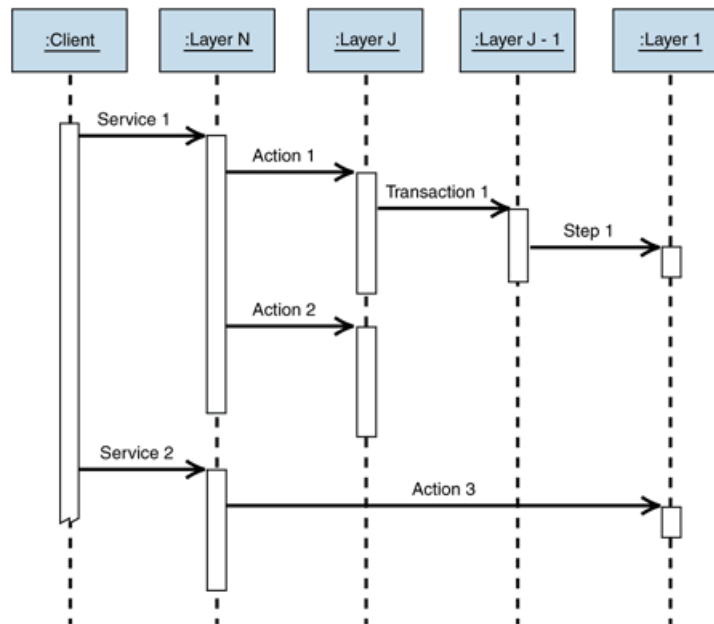 :Client
:Layer N
:Layer J
:Layer J - 1
:Layer 1
Service 1
Action 1
Transaction 1
Step 1
Action 2
Service 2
Action 3